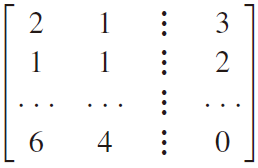 2 1 ⋮ 3
1 1 ⋮ 2
... ... ⋮ ...
6 4 ⋮ 0